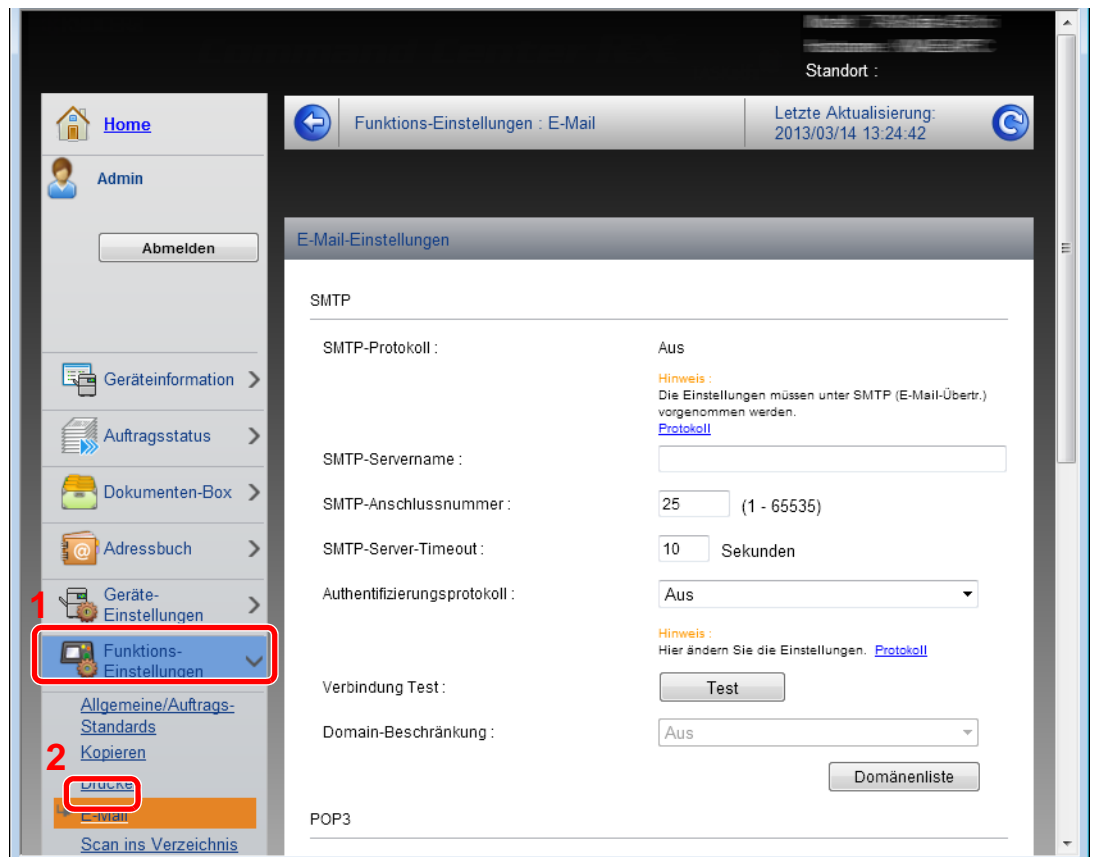 Standort :
Home
Funktions-Einstellungen : E-Mail
Letzte Aktualisierung:
2013/03/14 13:24:42
Admin
Abmelden
E-Mail-Einstellungen
SMTP
SMTP-Protokoll :
Aus
Hinweis :
Die Einstellungen müssen unter SMTP (E-Mail-Übertr.)
vorgenommen werden.
Protokoll
SMTP-Servername :
SMTP-Anschlussnummer :
25
(1 - 65535)
SMTP-Server-Timeout :
10
Sekunden
Authentifizierungsprotokoll :
Aus
Hinweis :
Hier ändern Sie die Einstellungen. Protokoll
Verbindung Test :
Test
Domain-Beschränkung :
Aus
Domänenliste
POP3
Geräteinformation
Auftragsstatus
Dokumenten-Box
Adressbuch
1
Geräte-
Einstellungen
Funktions-
Einstellungen
Allgemeine/Auftrags-
Standards
2
Kopieren
Drucken
E-Mail
Scan ins Verzeichnis